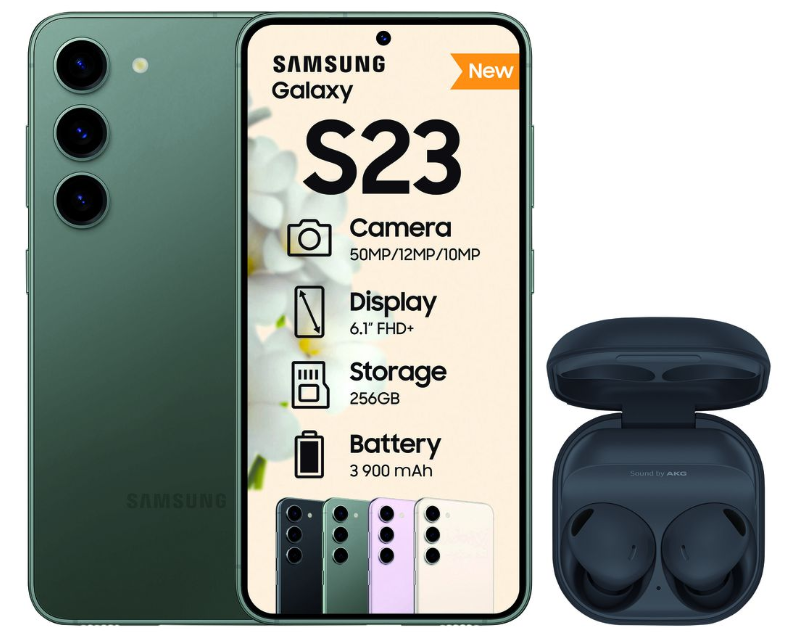 SAMSUNG
Galaxy
New
S23
Camera
50MP/12MP/10MP
Display
6.1" FHD+
Storage
256GB
Battery
3 900 mAh
SAMSUNG
Sound by AKG